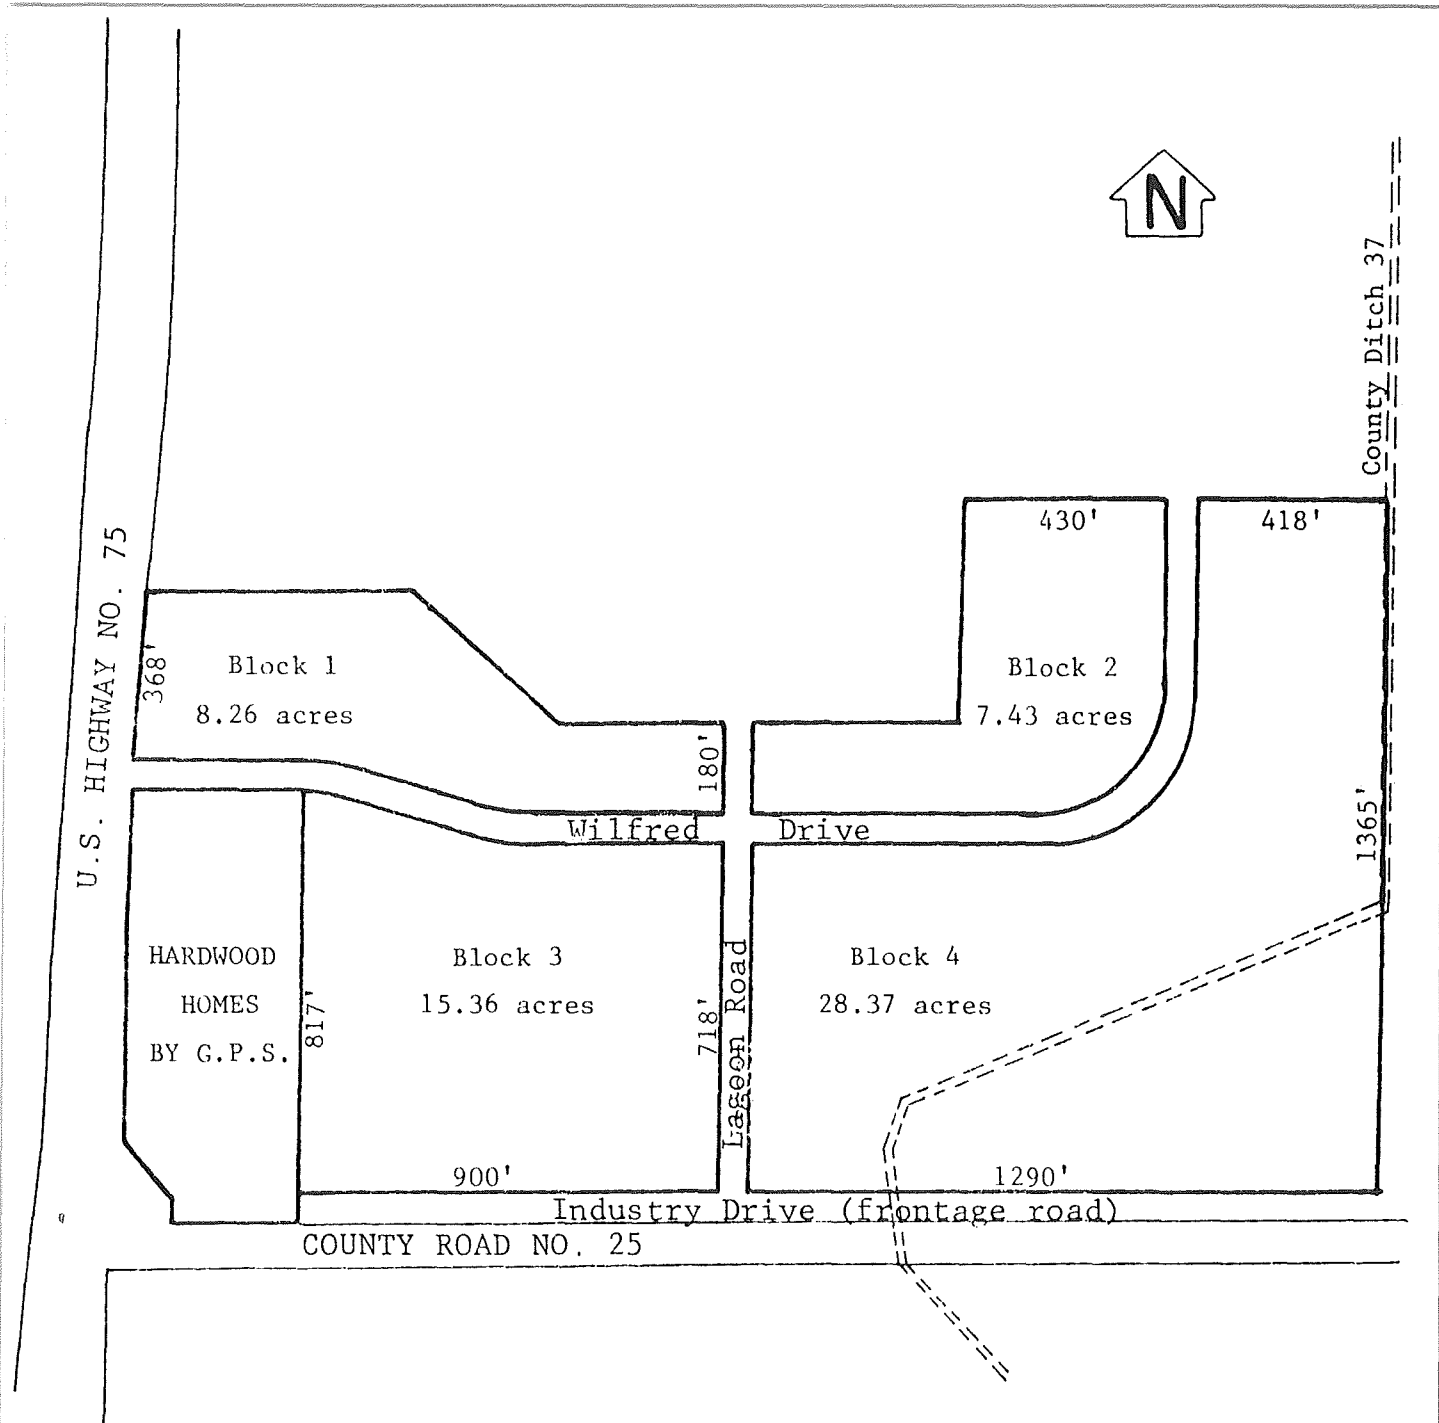 N
County Ditch 37
430'
418'
U.S. HIGHWAY NO. 75
368'
Block 1
8.26 acres
Block 2
7.43 acres
180'
Wilfred Drive
1365'
HARDWOOD
HOMES
BY G.P.S.
817'
Block 3
15.36 acres
718'
Lagoon Road
Block 4
28.37 acres
900'
1290'
Industry Drive (frontage road)
COUNTY ROAD NO. 25